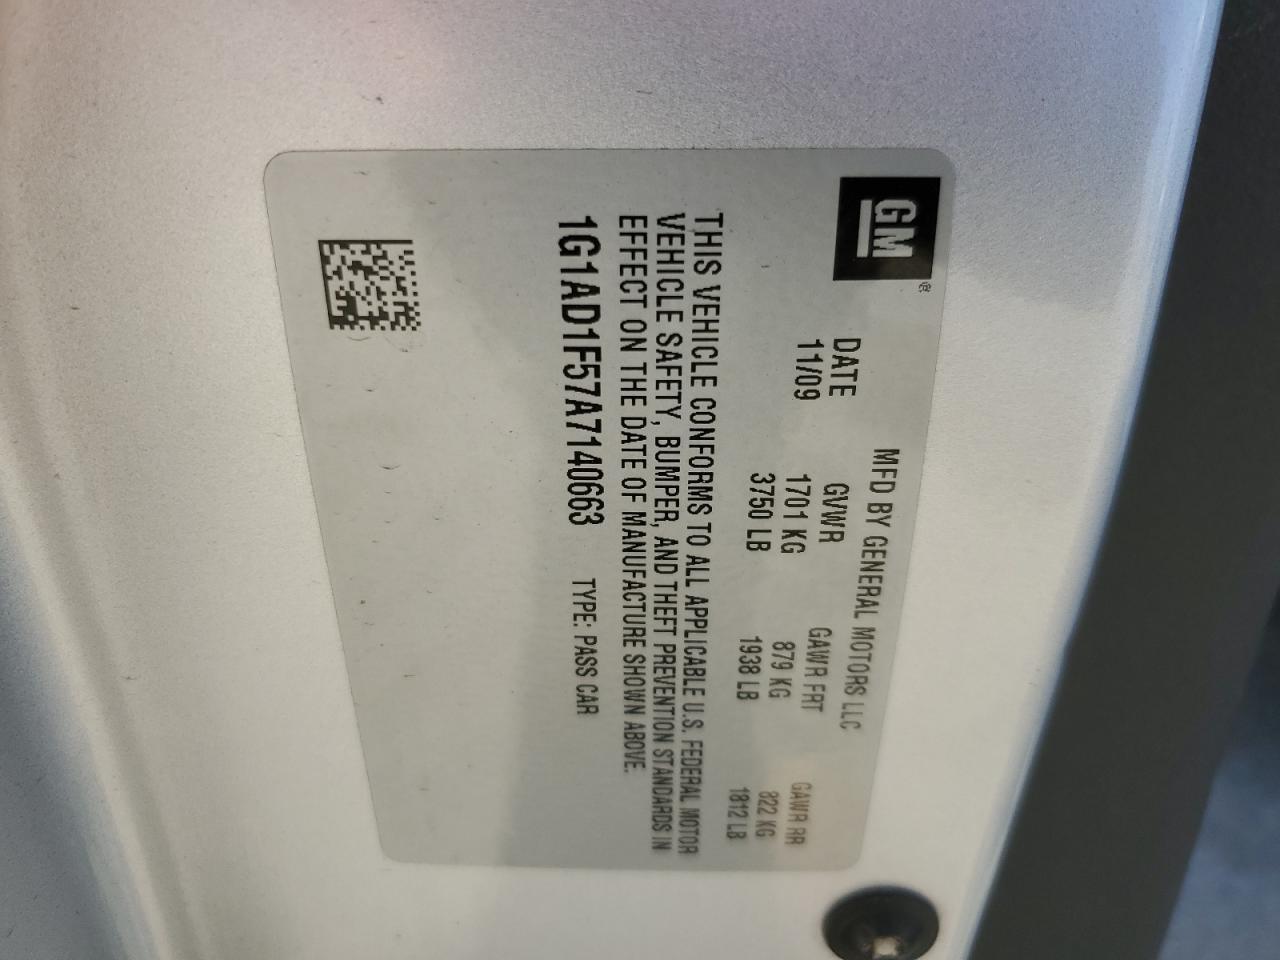 GM®
MFD BY GENERAL MOTORS LLC
DATE GVWR GAWR FRT GAWR RR
11/09 1701 KG 879 KG 822 KG
3750 LB 1938 LB 1812 LB
THIS VEHICLE CONFORMS TO ALL APPLICABLE U.S. FEDERAL MOTOR
VEHICLE SAFETY, BUMPER, AND THEFT PREVENTION STANDARDS IN
EFFECT ON THE DATE OF MANUFACTURE SHOWN ABOVE.
1G1AD1F57A7140663 TYPE: PASS CAR